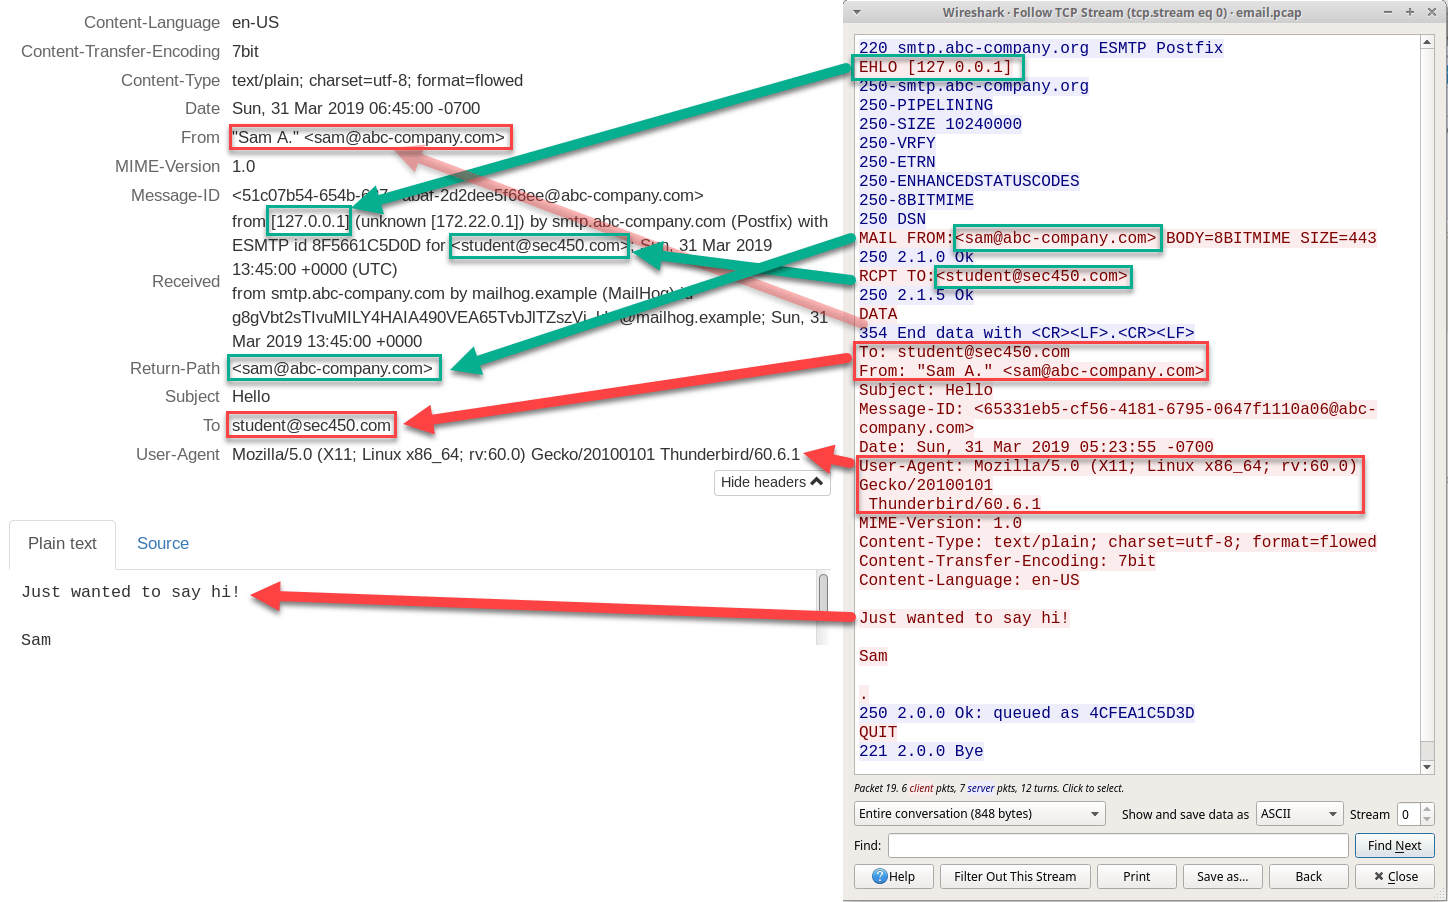 Content-Language en-US
Content-Transfer-Encoding 7bit
Content-Type text/plain; charset=utf-8; format=flowed
Date Sun, 31 Mar 2019 06:45:00 -0700
From "Sam A." <sam@abc-company.com>
MIME-Version 1.0
Message-ID <51c07b54-654b- -2d2dee5f68ee@abc-company.com>
from [127.0.0.1] (unknown [172.22.0.1]) by smtp.abc-company.com (Postfix) with
ESMTP id 8F5661C5D0D for <student@sec450.com>; Sun, 31 Mar 2019
13:45:00 +0000 (UTC)
Received
from smtp.abc-company.com by mailhog.example (MailHog) id
@mailhog.example; Sun, 31
Mar 2019 13:45:00 +0000
Return-Path <sam@abc-company.com>
Subject Hello
To student@sec450.com
User-Agent Mozilla/5.0 (X11; Linux x86_64; rv:60.0) Gecko/20100101 Thunderbird/60.6.1
Hide headers
Plain text Source
Just wanted to say hi!
Sam
Wireshark · Follow TCP Stream (tcp.stream eq 0) · email.pcap
220 smtp.abc-company.org ESMTP Postfix
EHLO [127.0.0.1]
250-smtp.abc-company.org
250-PIPELINING
250-SIZE 10240000
250-VRFY
250-ETRN
250-ENHANCEDSTATUSCODES
250-8BITMIME
250 DSN
MAIL FROM:<sam@abc-company.com> BODY=8BITMIME SIZE=443
250 2.1.0 Ok
RCPT TO:<student@sec450.com>
250 2.1.5 Ok
DATA
354 End data with <CR><LF>.<CR><LF>
To: student@sec450.com
From: "Sam A." <sam@abc-company.com>
Subject: Hello
Message-ID: <65331eb5-cf56-4181-6795-0647f1110a06@abc-
company.com>
Date: Sun, 31 Mar 2019 05:23:55 -0700
User-Agent: Mozilla/5.0 (X11; Linux x86_64; rv:60.0)
Gecko/20100101
Thunderbird/60.6.1
MIME-Version: 1.0
Content-Type: text/plain; charset=utf-8; format=flowed
Content-Transfer-Encoding: 7bit
Content-Language: en-US
Just wanted to say hi!
Sam
.
250 2.0.0 Ok: queued as 4CFEA1C5D3D
QUIT
221 2.0.0 Bye
Packet 19. 6 client pkts, 7 server pkts, 12 turns. Click to select.
Entire conversation (848 bytes) Show and save data as ASCII Stream 0
Find: Find Next
Help Filter Out This Stream Print Save as... Back Close